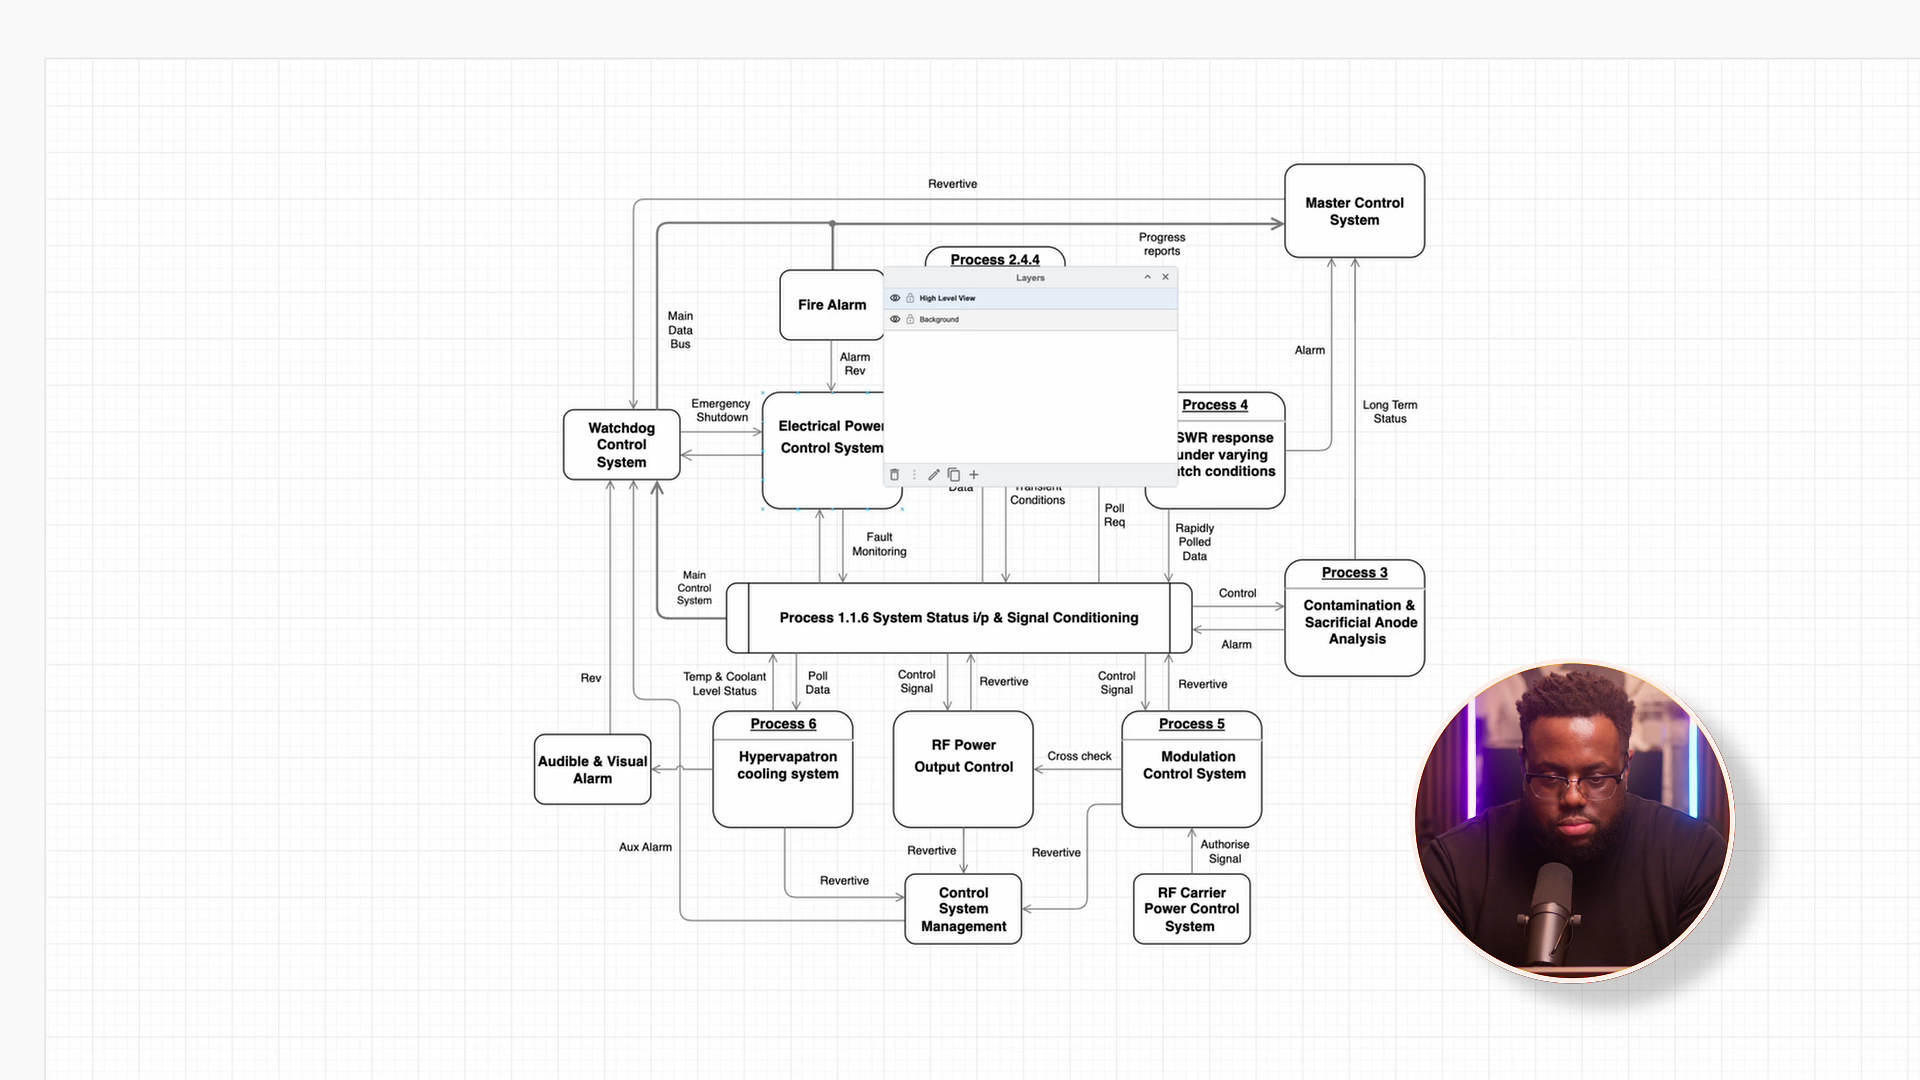 Revertive
Master Control
System
Progress
reports
Process 2.4.4
Layers
High Level View
Background
Fire Alarm
Main
Data
Bus
Alarm
Rev
Alarm
Emergency
Shutdown
Long Term
Status
Watchdog
Control
System
Electrical Power
Control System
Process 4
SWR response
under varying
conditions
Data
Transient
Conditions
Poll
Req
Rapidly
Polled
Data
Fault
Monitoring
Main
Control
System
Process 1.1.6 System Status i/p & Signal Conditioning
Control
Alarm
Process 3
Contamination &
Sacrificial Anode
Analysis
Rev
Temp & Coolant
Level Status
Poll
Data
Control
Signal
Revertive
Control
Signal
Revertive
Audible & Visual
Alarm
Process 6
Hypervapatron
cooling system
RF Power
Output Control
Cross check
Process 5
Modulation
Control System
Aux Alarm
Revertive
Revertive
Revertive
Authorise
Signal
Control
System
Management
RF Carrier
Power Control
System